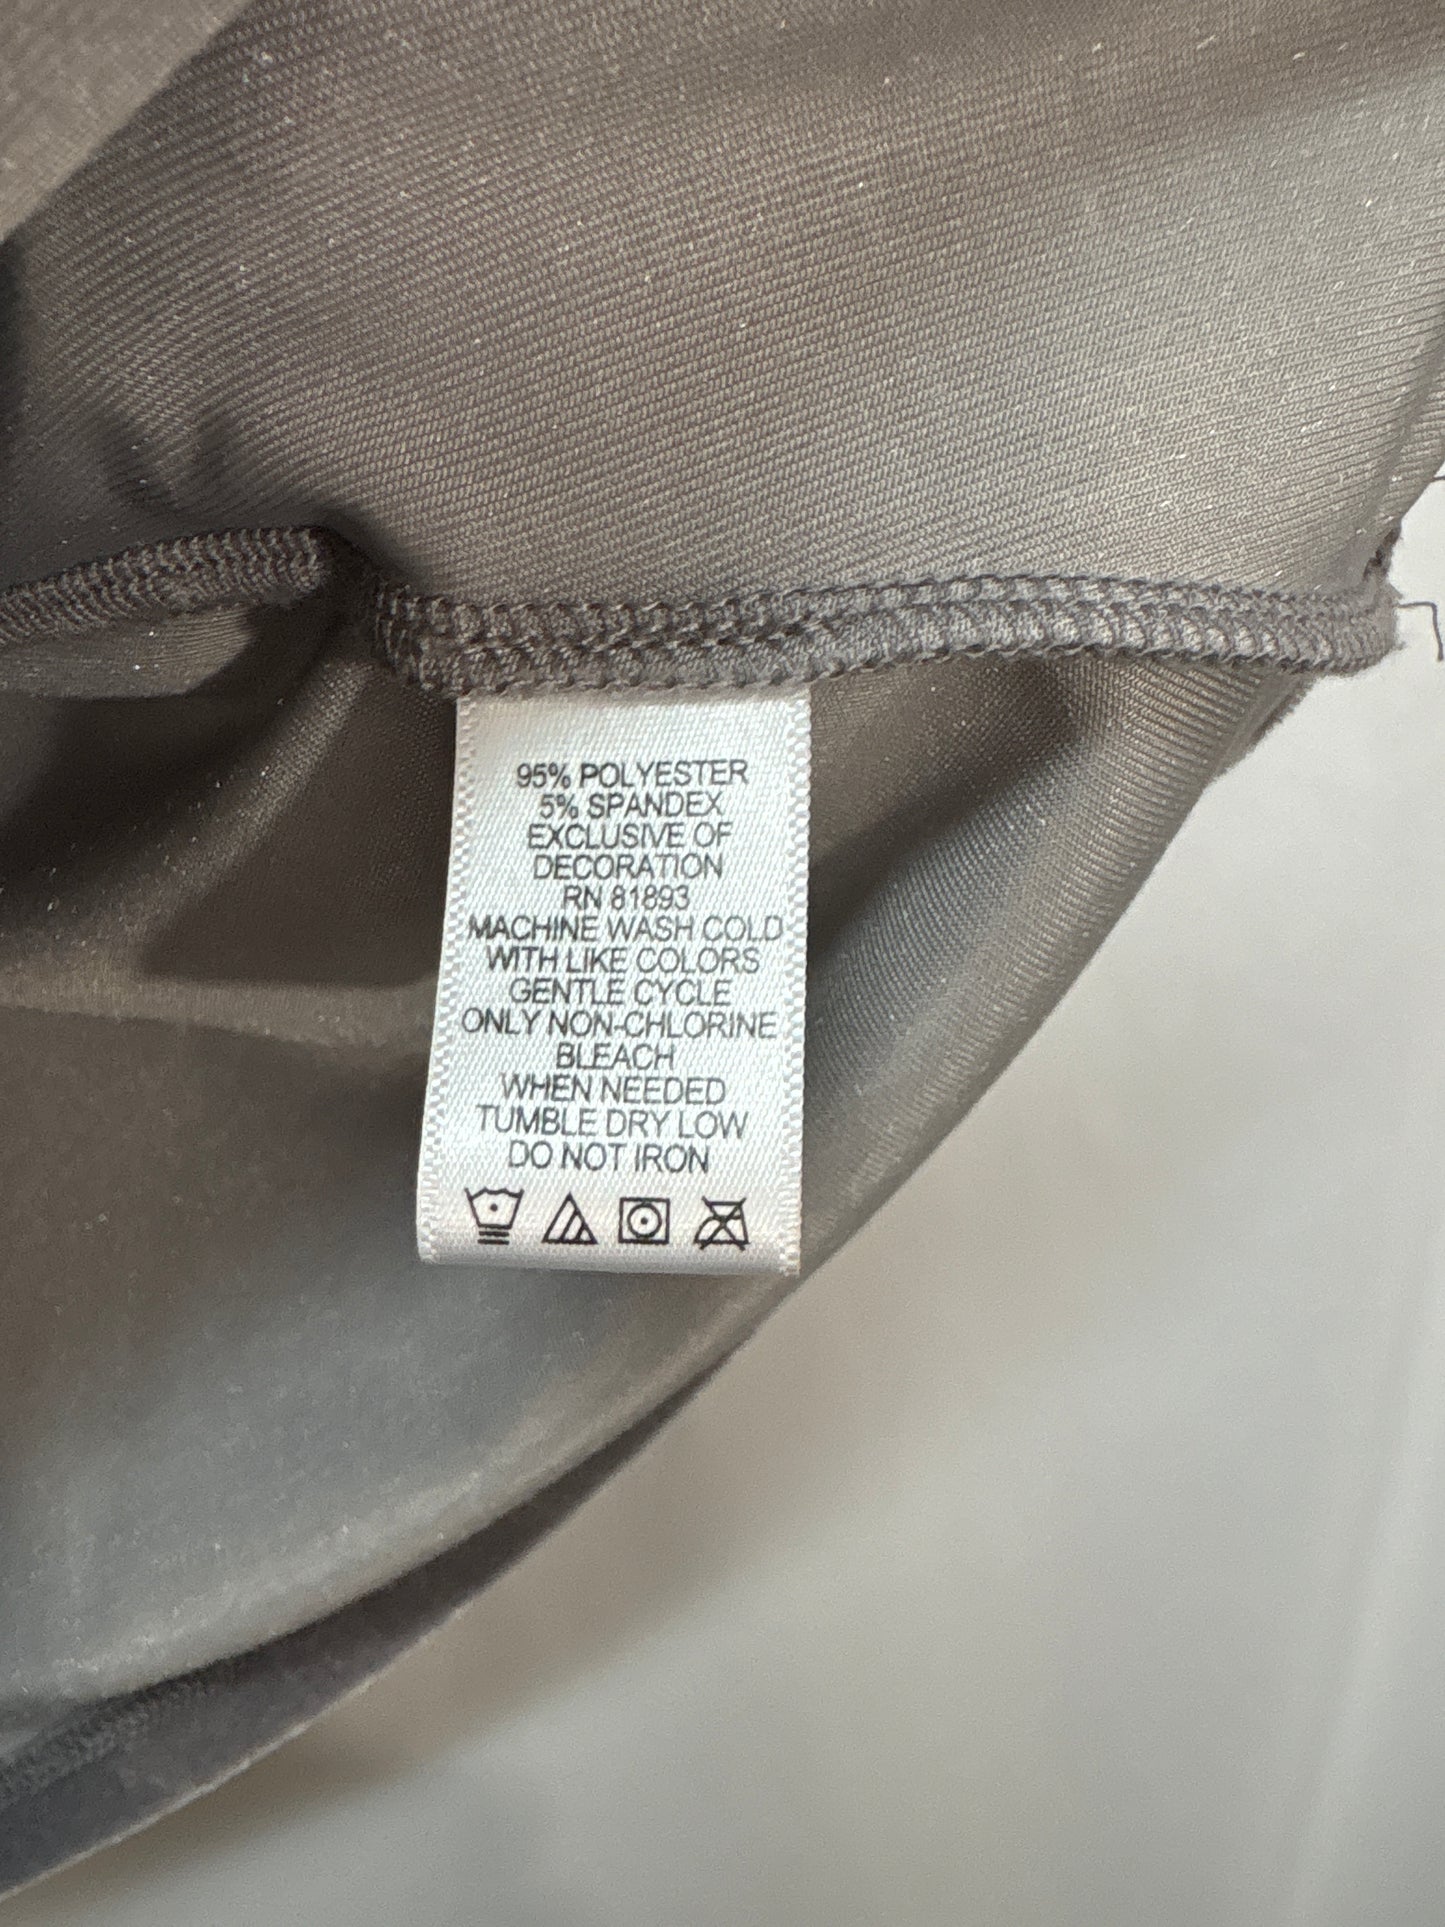 95% POLYESTER
5% SPANDEX
EXCLUSIVE OF
DECORATION
RN 81893
MACHINE WASH COLD
WITH LIKE COLORS
GENTLE CYCLE
ONLY NON-CHLORINE
BLEACH
WHEN NEEDED
TUMBLE DRY LOW
DO NOT IRON